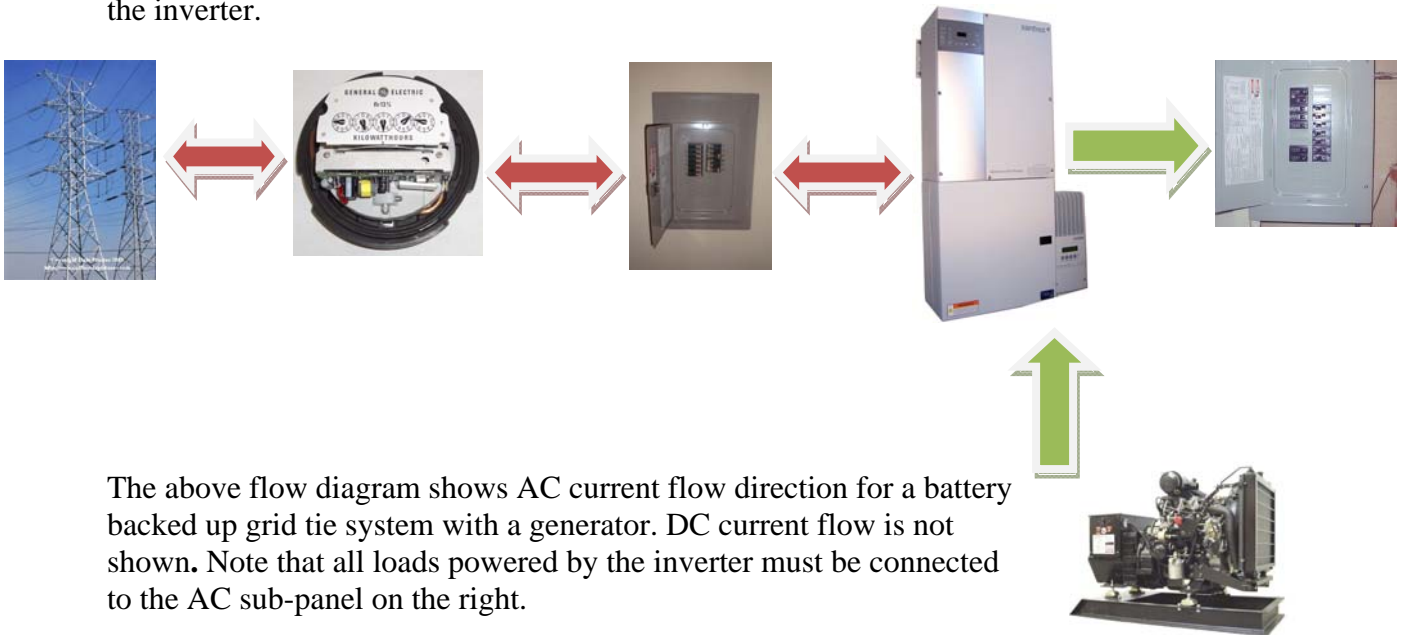 the inverter.
GENERAL ELECTRIC
KILOWATTHOURS
xantrex
The above flow diagram shows AC current flow direction for a battery
backed up grid tie system with a generator. DC current flow is not
shown. Note that all loads powered by the inverter must be connected
to the AC sub-panel on the right.